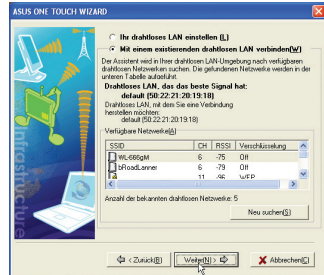 ASUS ONE TOUCH WIZARD
Ihr drahtloses LAN einstellen (I)
Mit einem existierenden drahtlosen LAN verbinden(W)
Der Assistent wird in Ihrer drahtlosen LAN-Umgebung nach verfügbaren
drahtlosen Netzwerken suchen. Die gefundenen Netzwerke werden in der
unteren Tabelle aufgeführt.
Drahtloses LAN, das das beste Signal hat:
default (50:22:21:20:19:18)
Drahtloses LAN, mit dem Sie eine Verbindung
herstellen möchten:
default (50:22:21:20:19:18)
Verfügbare Netzwerke(A)
SSID CH RSSI Verschlüsselung
WL-666gM 6 -75 Off
bRoadLanner 6 -79 Off
11 -96 WEP
Anzahl der bekannten drahtlosen Netzwerke: 5
Neu suchen(S)
< Zurück(B) Weiter(N) > Abbrechen(C)
Infrastructure